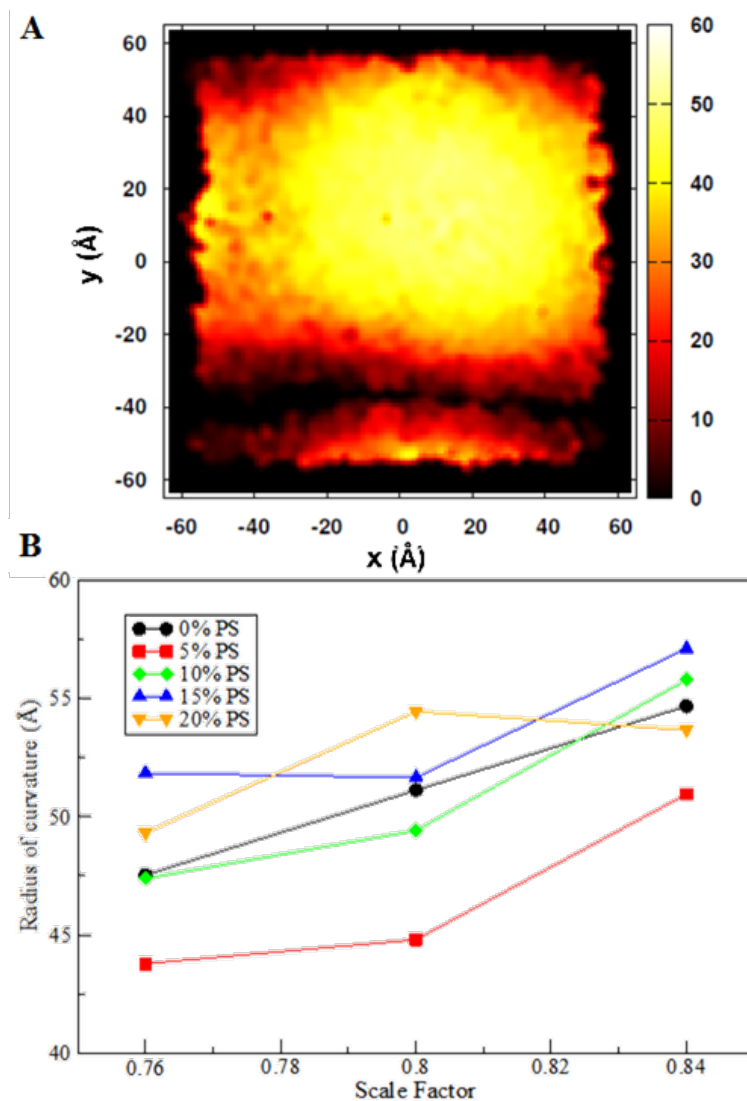 A
60
40
20
0
-20
-40
-60
y (Å)
-60 -40 -20 0 20 40 60
x (Å)
60
50
40
30
20
10
0
B
60
55
50
45
40
Radius of curvature (Å)
0% PS
5% PS
10% PS
15% PS
20% PS
0.76 0.78 0.8 0.82 0.84
Scale Factor